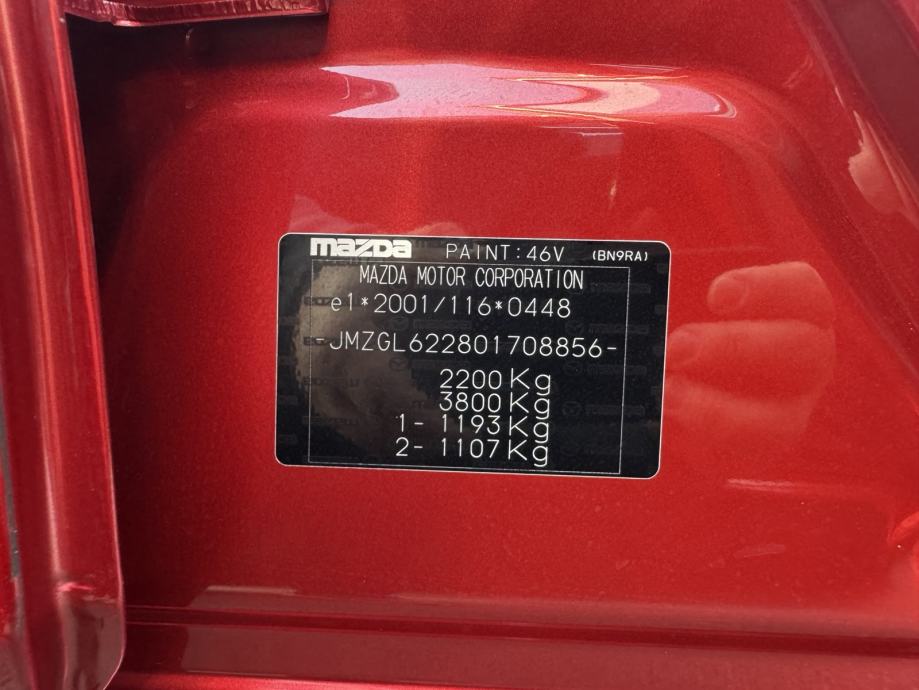 mazda PAINT:46V (BN9RA)
MAZDA MOTOR CORPORATION
e1*2001/116*0448
-JMZGL622801708856-
2200Kg
3800Kg
1- 1193Kg
2- 1107Kg